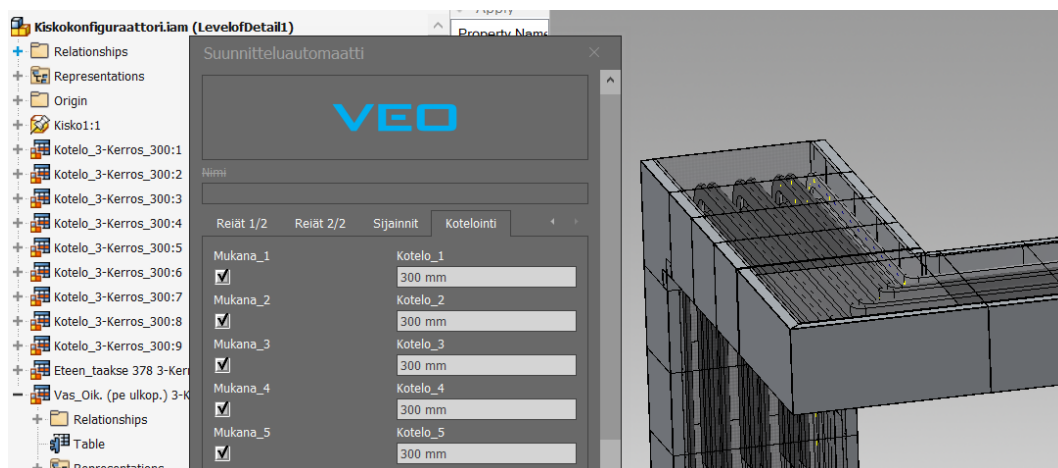 Apply
Kiskokonfiguraattori.iam (LevelofDetail1)
Property Name
Relationships
Representations
Origin
Kisko1:1
Kotelo_3-Kerros_300:1
Kotelo_3-Kerros_300:2
Kotelo_3-Kerros_300:3
Kotelo_3-Kerros_300:4
Kotelo_3-Kerros_300:5
Kotelo_3-Kerros_300:6
Kotelo_3-Kerros_300:7
Kotelo_3-Kerros_300:8
Kotelo_3-Kerros_300:9
Eteen_taakse 378 3-Ker
Vas_Oik. (pe ulkop.) 3-K
Relationships
Table
Representations
Suunnitteluautomaatti
VEO
Nimi
Reiät 1/2 Reiät 2/2 Sijainnit Kotelointi
Mukana_1 Kotelo_1
300 mm
Mukana_2 Kotelo_2
300 mm
Mukana_3 Kotelo_3
300 mm
Mukana_4 Kotelo_4
300 mm
Mukana_5 Kotelo_5
300 mm